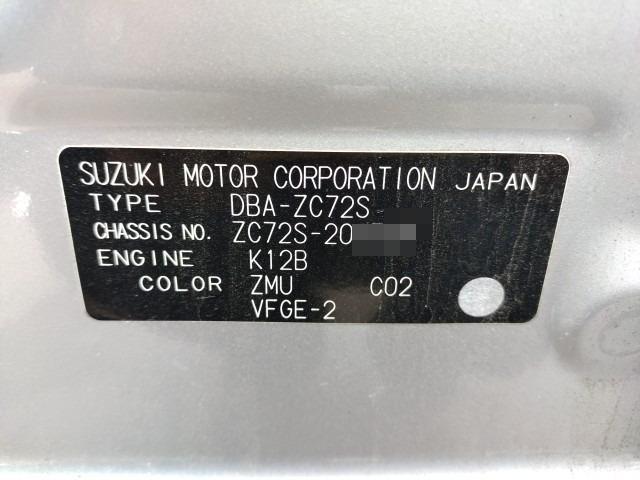 SUZUKI MOTOR CORPORATION JAPAN
TYPE DBA-ZC72S
CHASSIS NO. ZC72S-20
ENGINE K12B
COLOR ZMU C02
VFGE-2